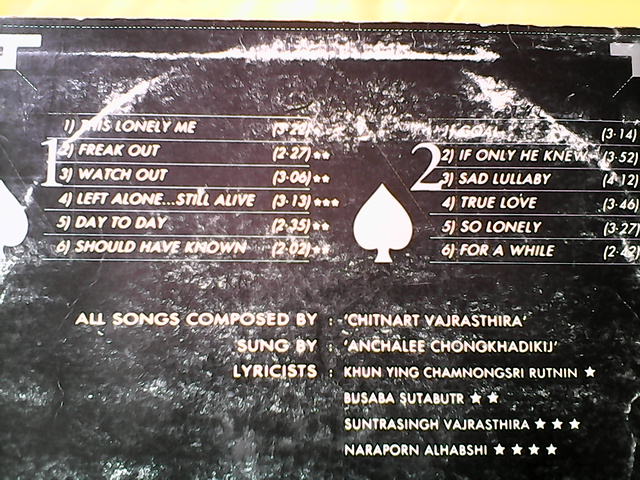 1
1) THIS LONELY ME
2) FREAK OUT (2·27)★★
3) WATCH OUT (3·06)★★
4) LEFT ALONE...STILL ALIVE (3·13)★★★
5) DAY TO DAY (2·35)★★
6) SHOULD HAVE KNOWN (2·02)★★
2
1) GOAL (3·14)
2) IF ONLY HE KNEW (3·52)
3) SAD LULLABY (4·12)
4) TRUE LOVE (3·46)
5) SO LONELY (3·27)
6) FOR A WHILE
ALL SONGS COMPOSED BY : 'CHITNART VAJRASTHIRA'
SUNG BY : 'ANCHALEE CHONGKHADIKIJ'
LYRICISTS : KHUN YING CHAMNONGSRI RUTNIN ★
BUSABA SUTABUTR ★★
SUNTRASINGH VAJRASTHIRA ★★★
NARAPORN ALHABSHI ★★★★